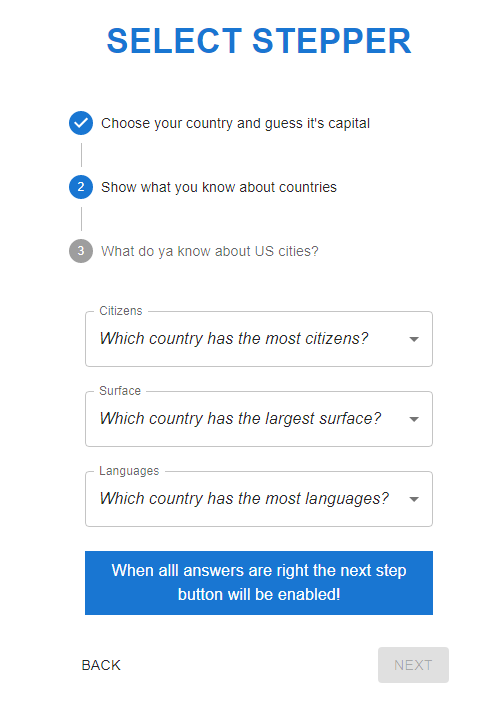 SELECT STEPPER
Choose your country and guess it's capital
2 Show what you know about countries
3 What do ya know about US cities?
Citizens
Which country has the most citizens?
Surface
Which country has the largest surface?
Languages
Which country has the most languages?
When alll answers are right the next step
button will be enabled!
BACK NEXT